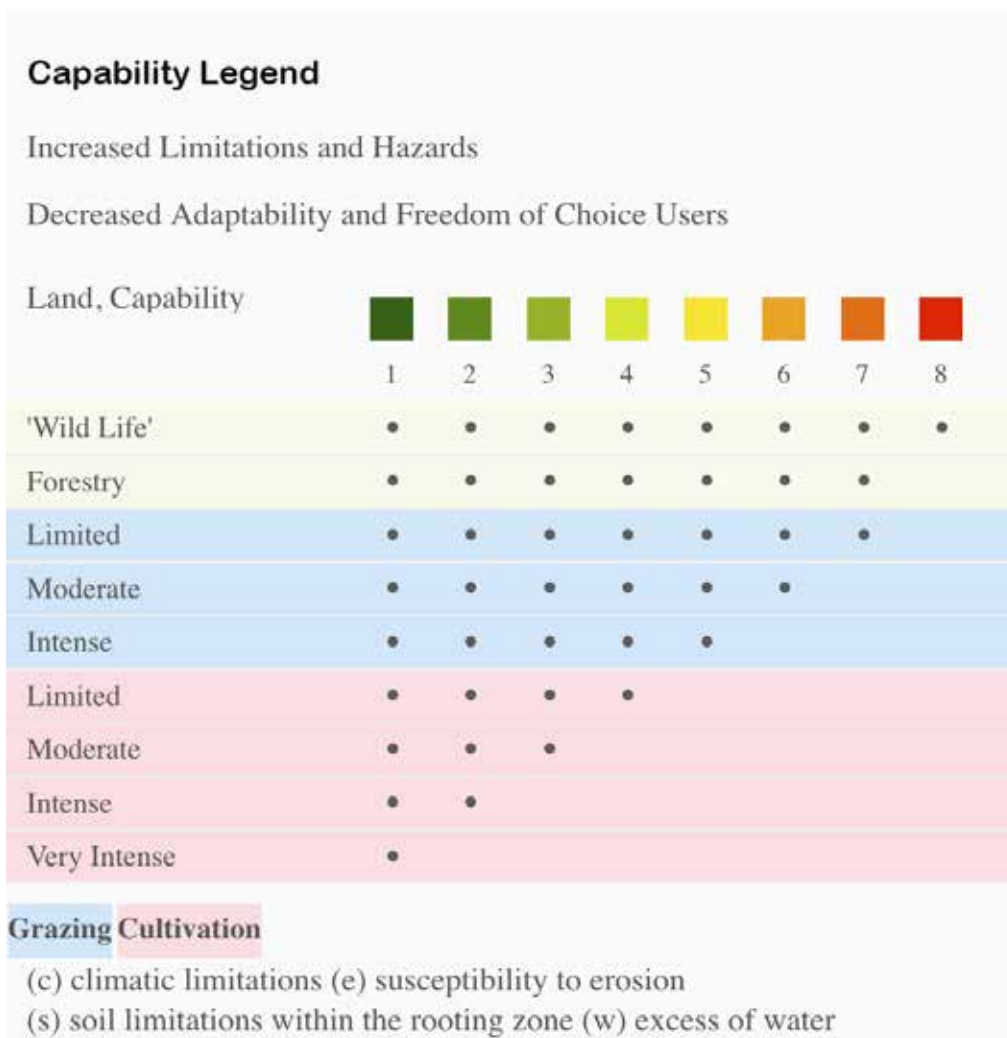 Capability Legend
Increased Limitations and Hazards
Decreased Adaptability and Freedom of Choice Users
Land, Capability
1 2 3 4 5 6 7 8
'Wild Life' • • • • • • • •
Forestry • • • • • • •
Limited • • • • • • •
Moderate • • • • • •
Intense • • • • •
Limited • • • •
Moderate • • •
Intense • •
Very Intense •
Grazing Cultivation
(c) climatic limitations (e) susceptibility to erosion
(s) soil limitations within the rooting zone (w) excess of water